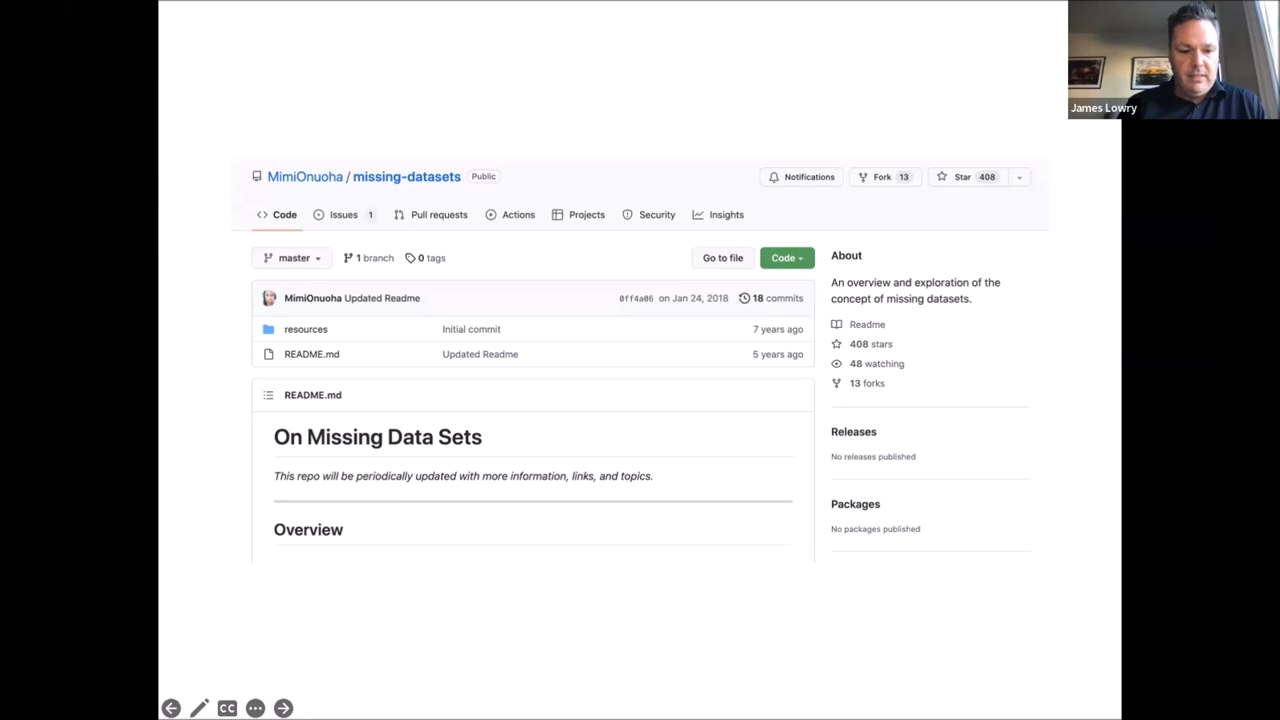 James Lowry
MimiOnuoha / missing-datasets Public
Notifications Fork 13 Star 408
Code Issues 1 Pull requests Actions Projects Security Insights
master 1 branch 0 tags Go to file Code
MimiOnuoha Updated Readme 0ff4a06 on Jan 24, 2018 18 commits
resources Initial commit 7 years ago
README.md Updated Readme 5 years ago
README.md
On Missing Data Sets
This repo will be periodically updated with more information, links, and topics.
Overview
About
An overview and exploration of the
concept of missing datasets.
Readme
408 stars
48 watching
13 forks
Releases
No releases published
Packages
No packages published
CC